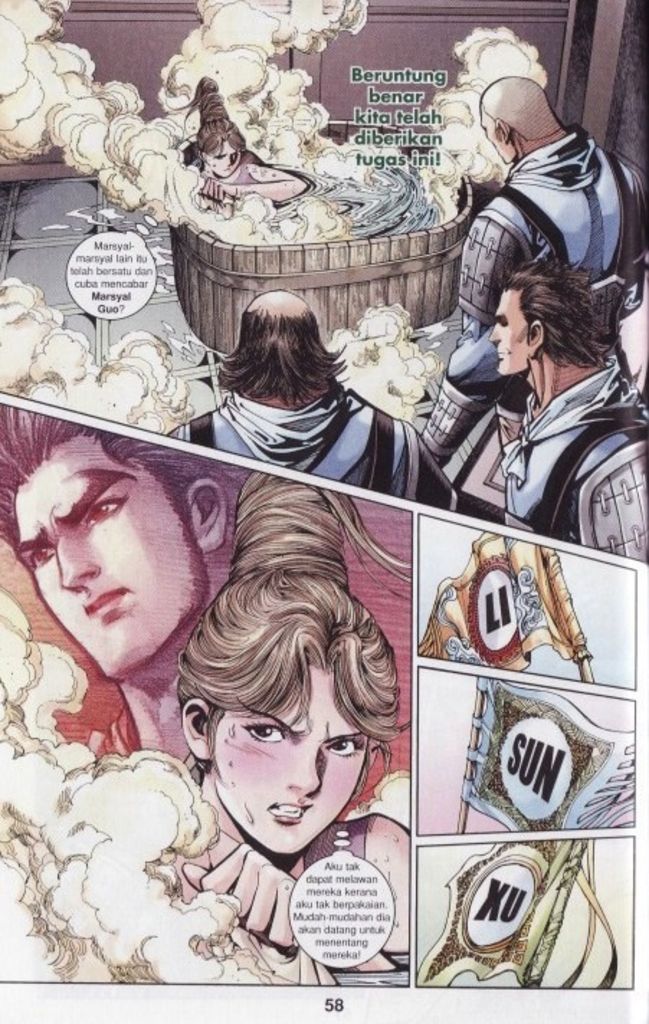 Beruntung
benar
kita telah
diberikan
tugas ini!
Marsyal-
marsyal lain itu
telah bersatu dan
cuba mencabar
Marsyal
Guo?
LI
SUN
XU
Aku tak
dapat melawan
mereka kerana
aku tak berpakaian.
Mudah-mudahan dia
akan datang untuk
menentang
mereka!
58